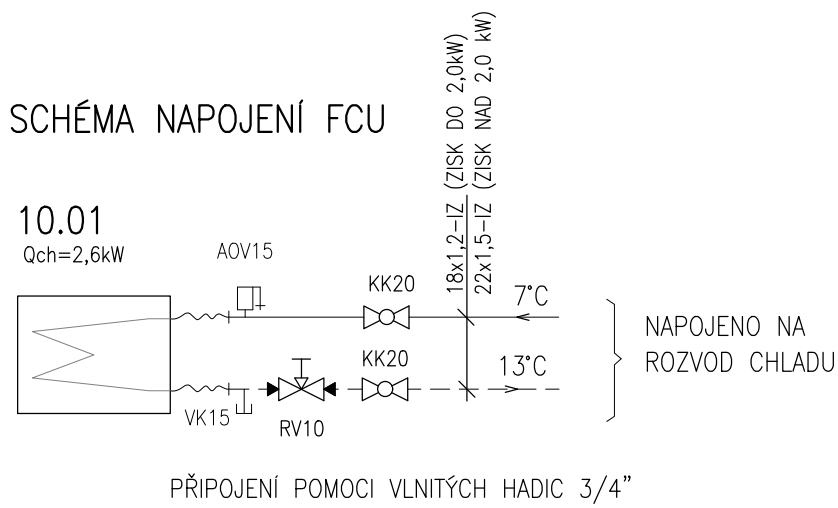 SCHÉMA NAPOJENÍ FCU
18x1,2-IZ (ZISK DO 2,0kW)
22x1,5-IZ (ZISK NAD 2,0 kW)
10.01
Qch=2,6kW
AOV15
KK20
7°C
NAPOJENO NA
ROZVOD CHLADU
KK20
13°C
VK15
RV10
PŘIPOJENÍ POMOCI VLNITÝCH HADIC 3/4"